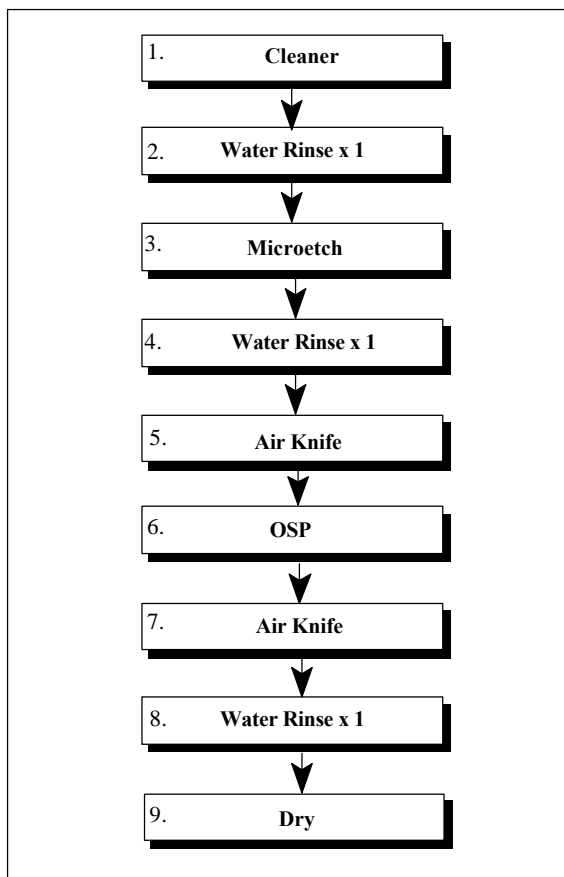 1. Cleaner
2. Water Rinse x 1
3. Microetch
4. Water Rinse x 1
5. Air Knife
6. OSP
7. Air Knife
8. Water Rinse x 1
9. Dry